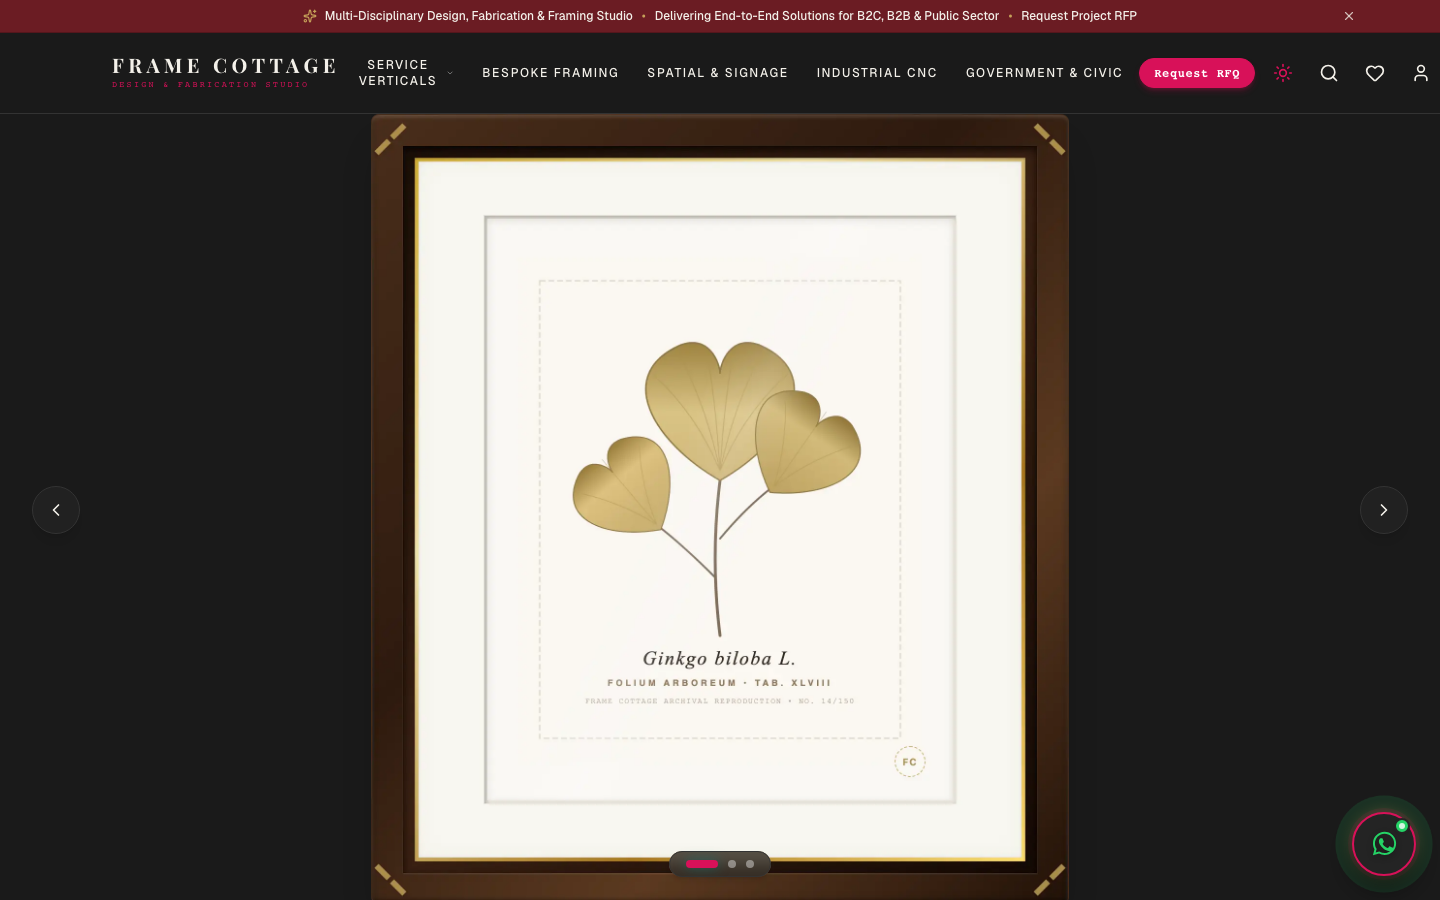 Multi-Disciplinary Design, Fabrication & Framing Studio • Delivering End-to-End Solutions for B2C, B2B & Public Sector • Request Project RFP
FRAME COTTAGE
DESIGN & FABRICATION STUDIO
SERVICE
VERTICALS
BESPOKE FRAMING
SPATIAL & SIGNAGE
INDUSTRIAL CNC
GOVERNMENT & CIVIC
Request RFQ
Ginkgo biloba L.
FOLIUM ARBOREUM • TAB. XLVIII
FRAME COTTAGE ARCHIVAL REPRODUCTION • NO. 14/150
FC